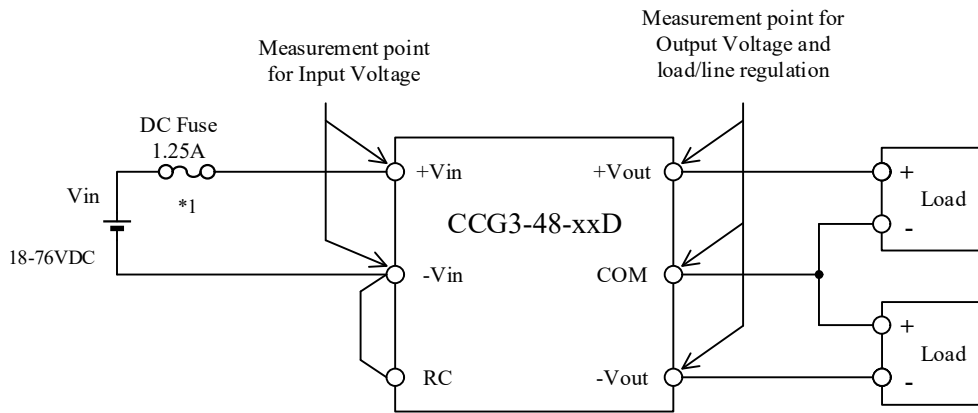 Measurement point
for Input Voltage
Measurement point for
Output Voltage and
load/line regulation
DC Fuse
1.25A
*1
Vin
18-76VDC
+Vin
-Vin
RC
CCG3-48-xxD
+Vout
COM
-Vout
+
Load
-
+
Load
-